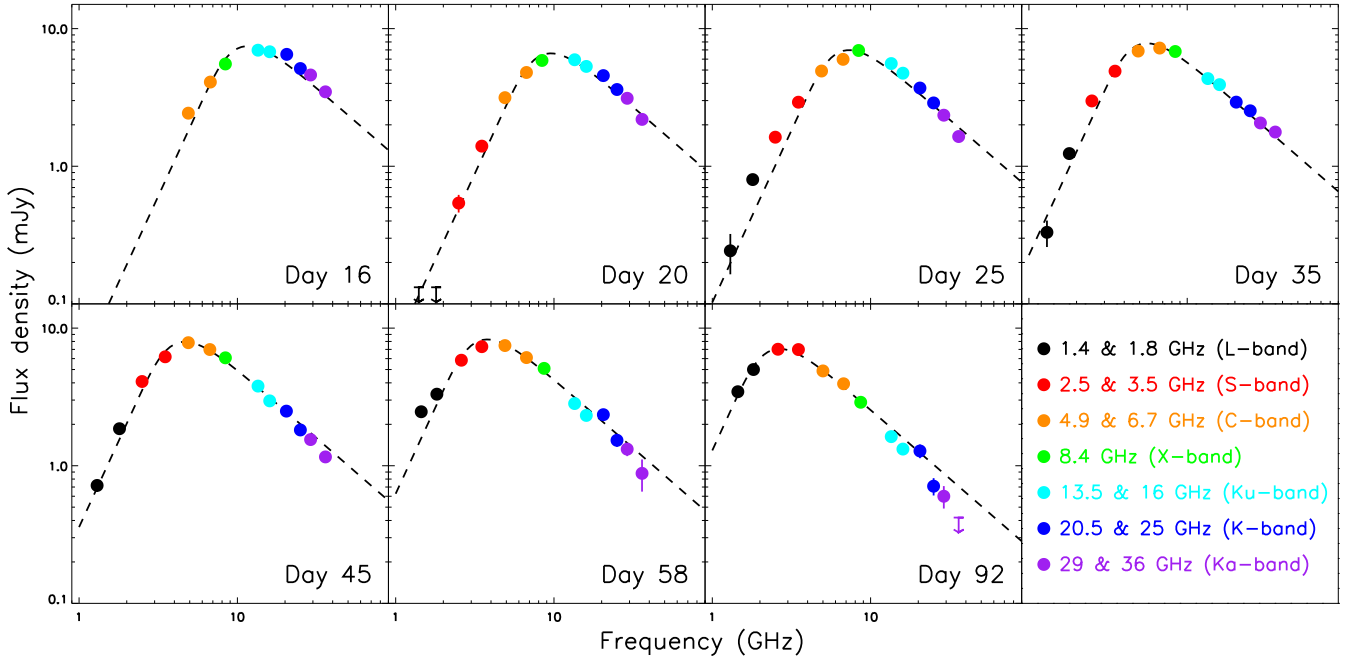 10.0
1.0
0.1
Day 16
Day 20
Day 25
Day 35
Flux density (mJy)
10.0
1.0
0.1
Day 45
Day 58
Day 92
1.4 & 1.8 GHz (L-band)
2.5 & 3.5 GHz (S-band)
4.9 & 6.7 GHz (C-band)
8.4 GHz (X-band)
13.5 & 16 GHz (Ku-band)
20.5 & 25 GHz (K-band)
29 & 36 GHz (Ka-band)
1
10
1
10
1
10
Frequency (GHz)